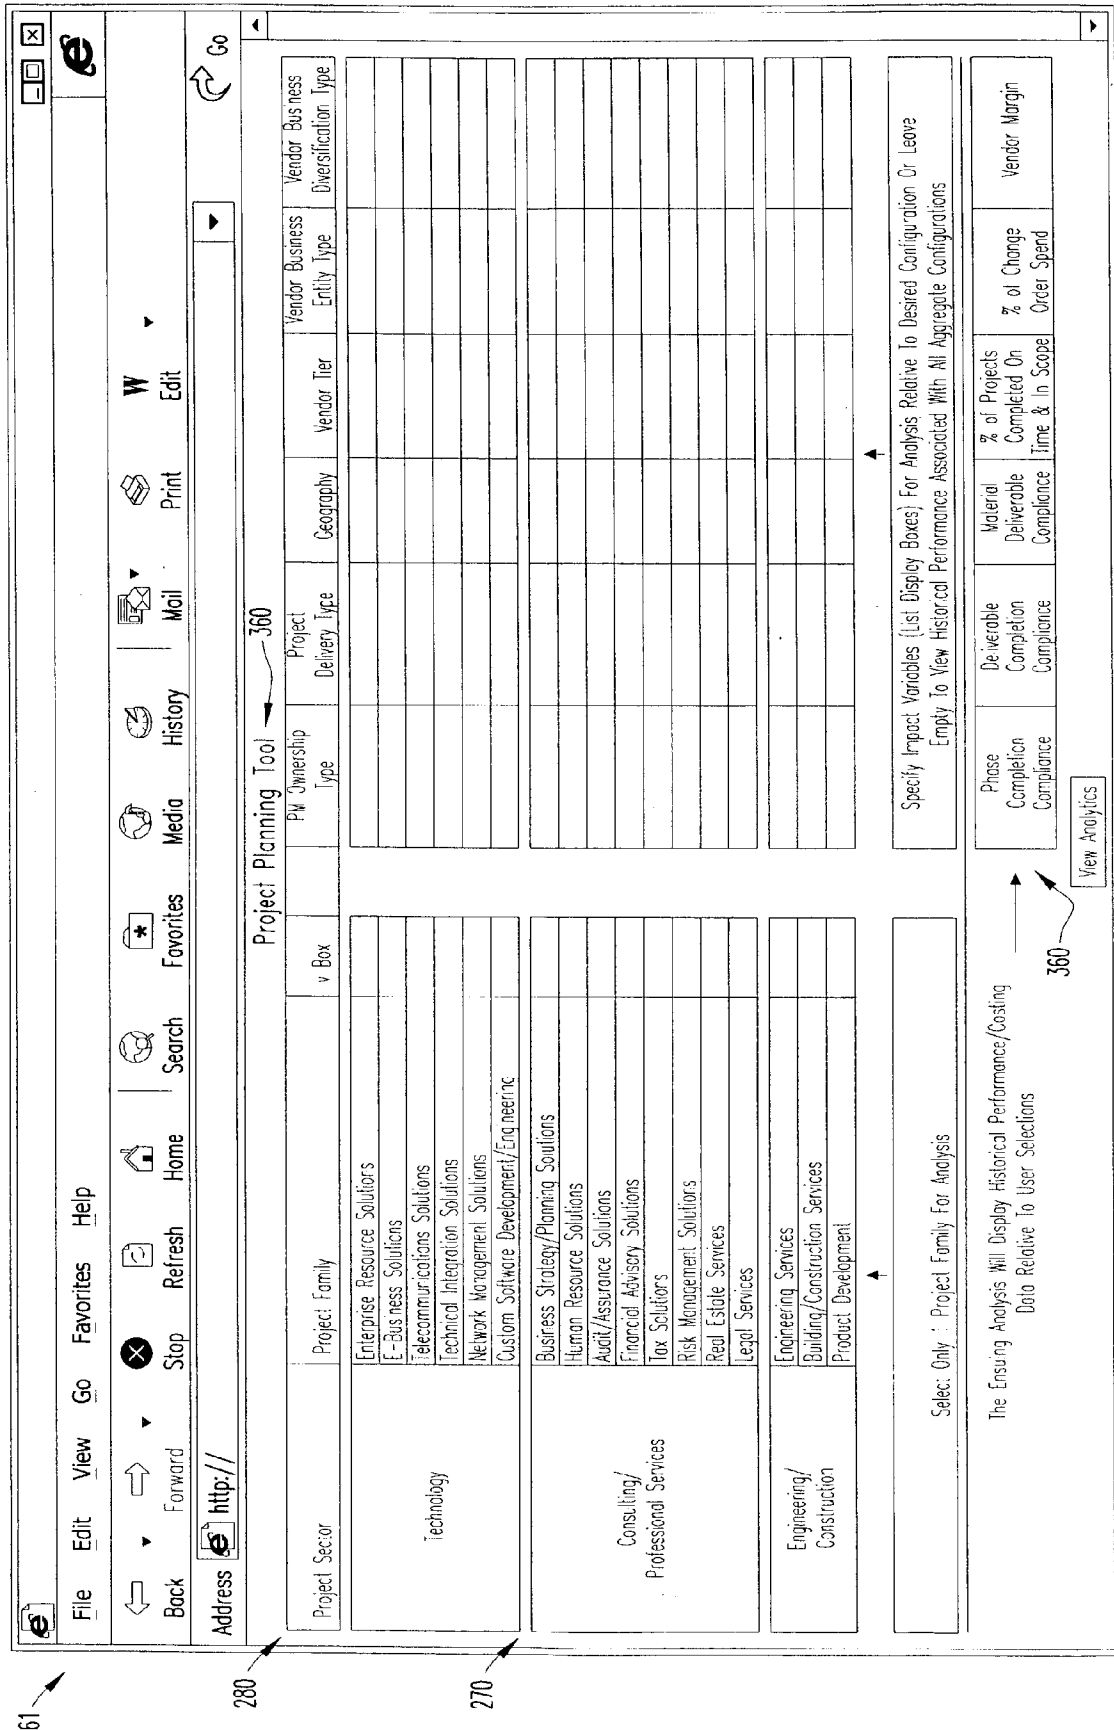 61
File Edit View Go Favorites Help
Back Forward Stop Refresh Home Search Favorites Media History Mail Print Edit
Address http:// Go
280
Project Planning Tool 360
Project Sector
Project Family
v Box
PM Ownership
Type
Project
Delivery Type
Geography
Vendor Tier
Vendor Business
Entity Type
Vendor Business
Diversification Type
Technology
Enterprise Resource Solutions
E-Business Solutions
Telecommunications Solutions
Technical Integration Solutions
Network Management Solutions
Custom Software Development/Engineering
270
Consulting/
Professional Services
Business Strategy/Planning Solutions
Human Resource Solutions
Audit/Assurance Solutions
Financial Advisory Solutions
Tax Solutions
Risk Management Solutions
Real Estate Services
Legal Services
Engineering/
Construction
Engineering Services
Building/Construction Services
Product Development
Select Only Project Family For Analysis
Specify Impact Variables (List Display Boxes) For Analysis Relative To Desired Configuration Or Leave
Empty To View Historical Performance Associated With All Aggregate Configurations
The Ensuing Analysis Will Display Historical Performance/Costing
Data Relative To User Selections
360
Phase
Completion
Compliance
Deliverable
Completion
Compliance
Material
Deliverable
Compliance
% of Projects
Completed On
Time & In Scope
% of Change
Order Spend
Vendor Margin
View Analytics